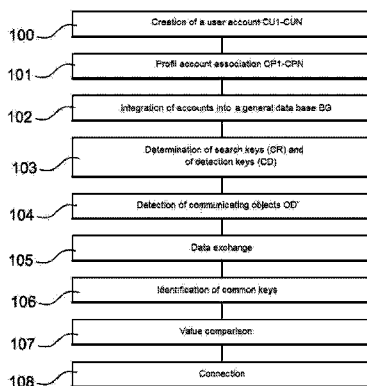 100 Creation of a user account CU1-CUN
101 Profil account association CP1-CPN
102 Integration of accounts into a general data base BG
103 Determination of search keys (CR) and
of detection keys (CD)
104 Detection of communicating objects OD'
105 Data exchange
106 Identification of common keys
107 Value comparison
108 Connection